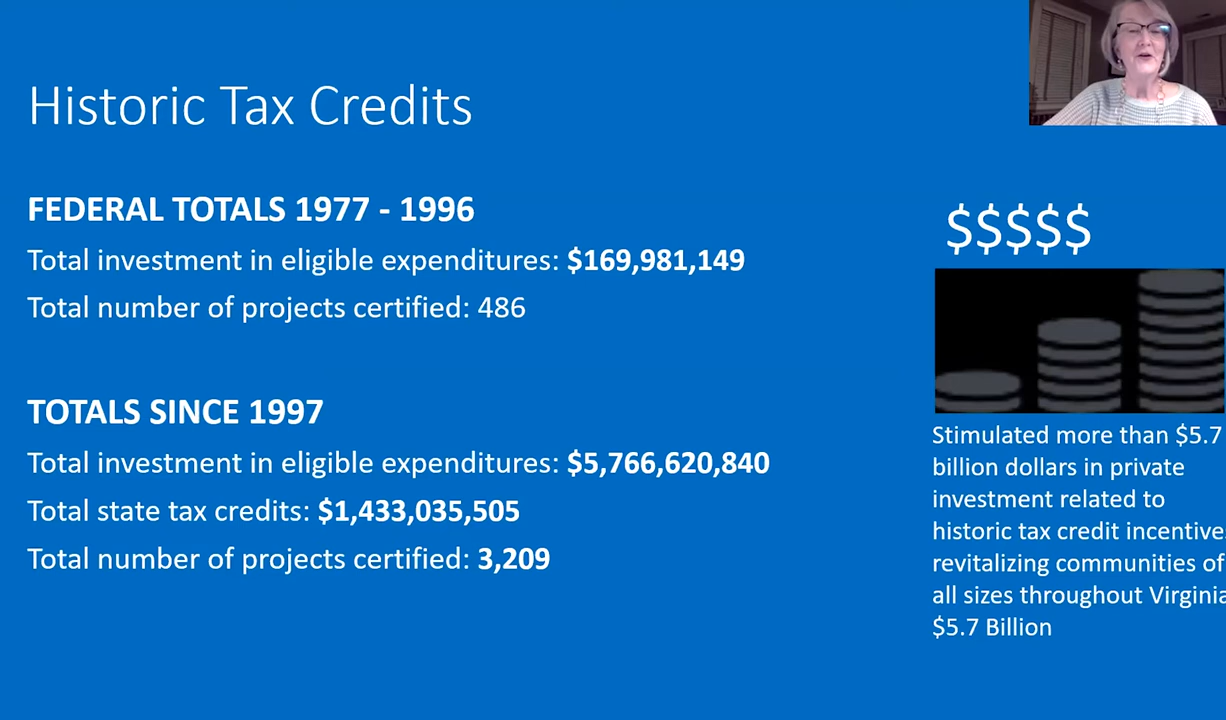 Historic Tax Credits
FEDERAL TOTALS 1977 - 1996
Total investment in eligible expenditures: $169,981,149
Total number of projects certified: 486
TOTALS SINCE 1997
Total investment in eligible expenditures: $5,766,620,840
Total state tax credits: $1,433,035,505
Total number of projects certified: 3,209
$$$$$
Stimulated more than $5.7
billion dollars in private
investment related to
historic tax credit incentives
revitalizing communities of
all sizes throughout Virginia
$5.7 Billion